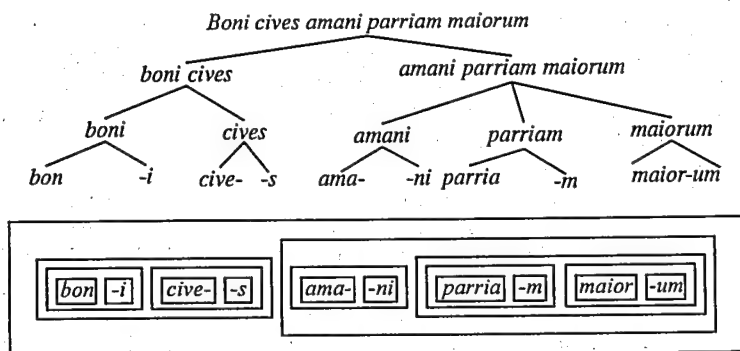 Boni cives amani parriam maiorum
boni cives amani parriam maiorum
boni cives amani parriam maiorum
bon -i cive- -s ama- -ni parria -m maior-um
bon -i cive- -s ama- -ni parria -m maior -um